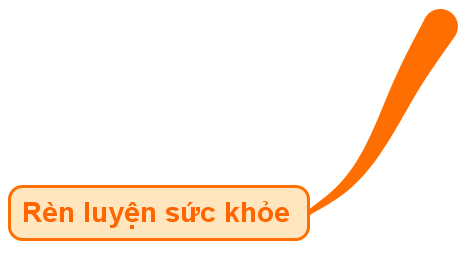 Rèn luyện sức khỏe